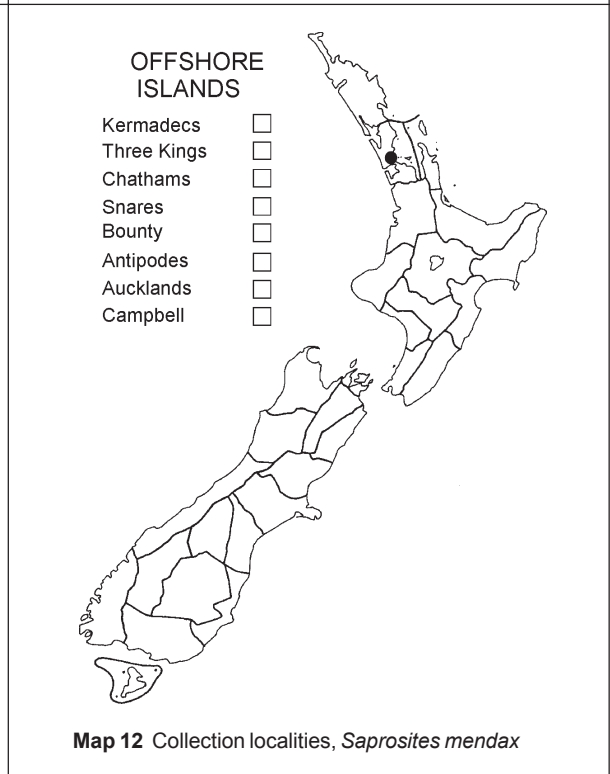 OFFSHORE
ISLANDS
Kermadecs
Three Kings
Chathams
Snares
Bounty
Antipodes
Aucklands
Campbell
Map 12 Collection localities, Saprosites mendax